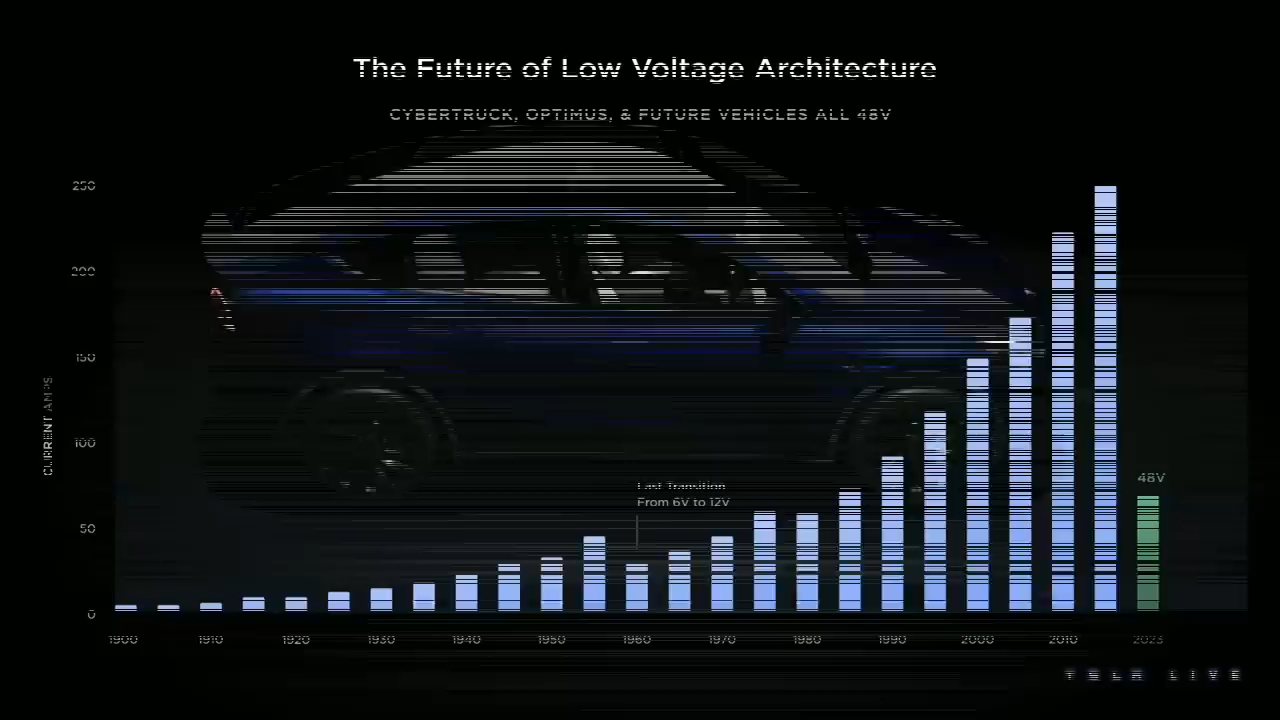 The Future of Low Voltage Architecture
CYBERTRUCK, OPTIMUS, & FUTURE VEHICLES ALL 48V
250
200
150
100
50
0
CURRENT AMPS
Last Transition
From 6V to 12V
48V
1900 1910 1920 1930 1940 1950 1960 1970 1980 1990 2000 2010 2023
TESLA LIVE